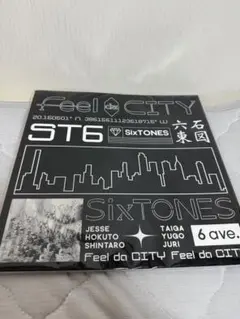 Feel da CITY
ST6
SixTONES
六石
東図
SixTONES
JESSE TAIGA
HOKUTO YUGO
SHINTARO JURI
6 ave.
Feel da CITY Feel da CIT